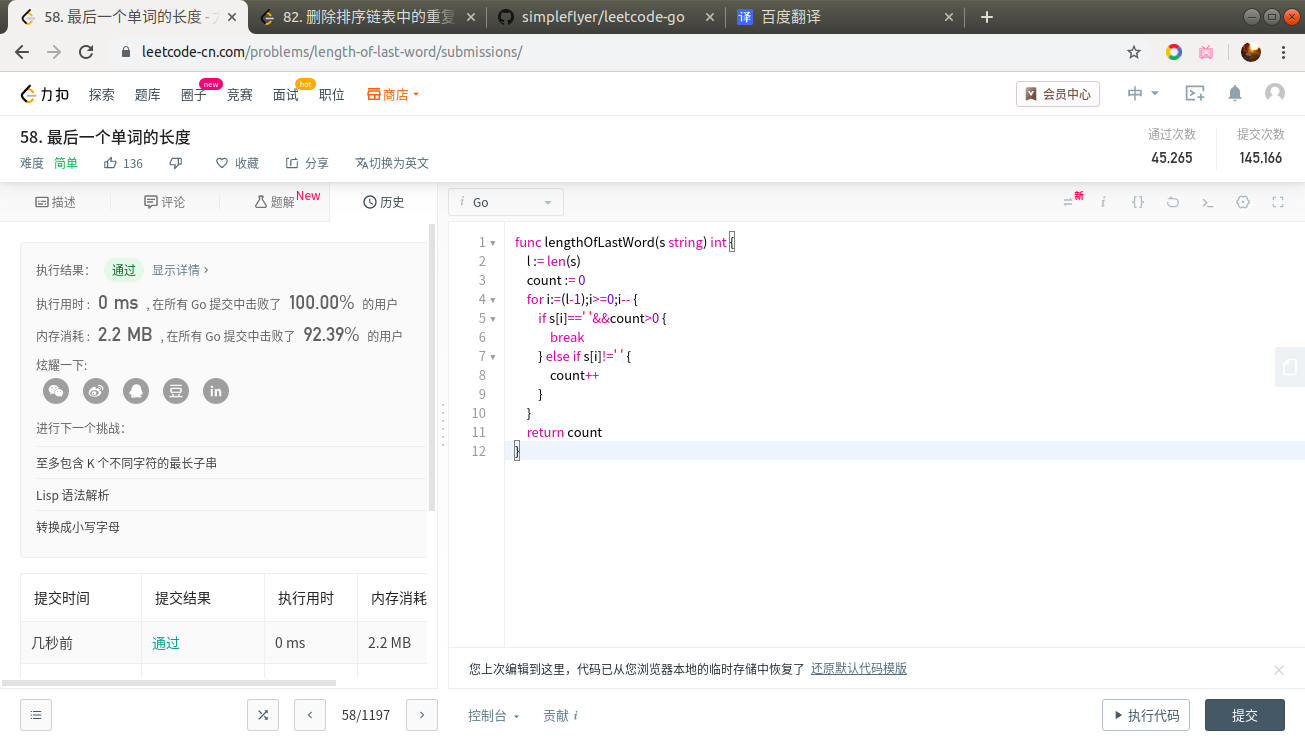 58. 最后一个单词的长度 - 力
82. 删除排序链表中的重复
simpleflyer/leetcode-go
译 百度翻译
leetcode-cn.com/problems/length-of-last-word/submissions/
力扣 探索 题库 圈子 new 竞赛 面试 hot 职位 商店 会员中心 中
58. 最后一个单词的长度
通过次数 提交次数
45,265 145,166
难度 简单 136 收藏 分享 切换为英文
描述 评论 题解 New 历史
i Go
新
执行结果： 通过 显示详情 ›
执行用时 : 0 ms , 在所有 Go 提交中击败了 100.00% 的用户
内存消耗 : 2.2 MB , 在所有 Go 提交中击败了 92.39% 的用户
炫耀一下:
豆 in
进行下一个挑战：
至多包含 K 个不同字符的最长子串
Lisp 语法解析
转换成小写字母
提交时间 提交结果 执行用时 内存消耗
几秒前 通过 0 ms 2.2 MB
1 func lengthOfLastWord(s string) int {
2 l := len(s)
3 count := 0
4 for i:=(l-1);i>=0;i-- {
5 if s[i]==' '&&count>0 {
6 break
7 } else if s[i]!=' ' {
8 count++
9 }
10 }
11 return count
12 }
您上次编辑到这里，代码已从您浏览器本地的临时存储中恢复了 还原默认代码模版
58/1197
控制台 贡献 i
执行代码 提交